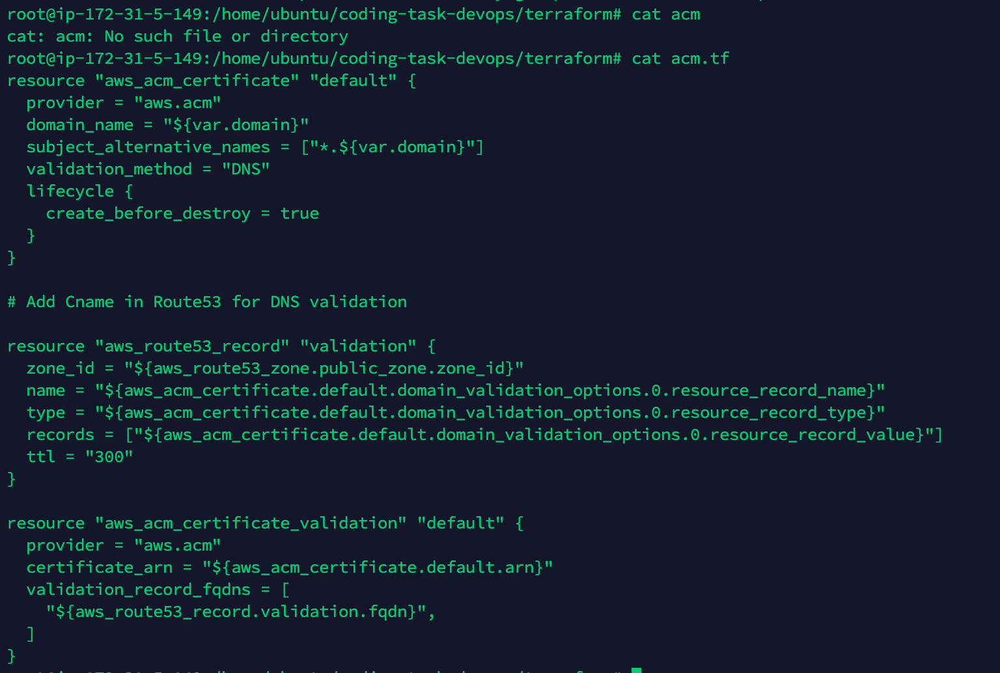 root@ip-172-31-5-149:/home/ubuntu/coding-task-devops/terraform# cat acm
cat: acm: No such file or directory
root@ip-172-31-5-149:/home/ubuntu/coding-task-devops/terraform# cat acm.tf
resource "aws_acm_certificate" "default" {
  provider = "aws.acm"
  domain_name = "${var.domain}"
  subject_alternative_names = ["*.${var.domain}"]
  validation_method = "DNS"
  lifecycle {
    create_before_destroy = true
  }
}

# Add Cname in Route53 for DNS validation

resource "aws_route53_record" "validation" {
  zone_id = "${aws_route53_zone.public_zone.zone_id}"
  name = "${aws_acm_certificate.default.domain_validation_options.0.resource_record_name}"
  type = "${aws_acm_certificate.default.domain_validation_options.0.resource_record_type}"
  records = ["${aws_acm_certificate.default.domain_validation_options.0.resource_record_value}"]
  ttl = "300"
}

resource "aws_acm_certificate_validation" "default" {
  provider = "aws.acm"
  certificate_arn = "${aws_acm_certificate.default.arn}"
  validation_record_fqdns = [
    "${aws_route53_record.validation.fqdn}",
  ]
}